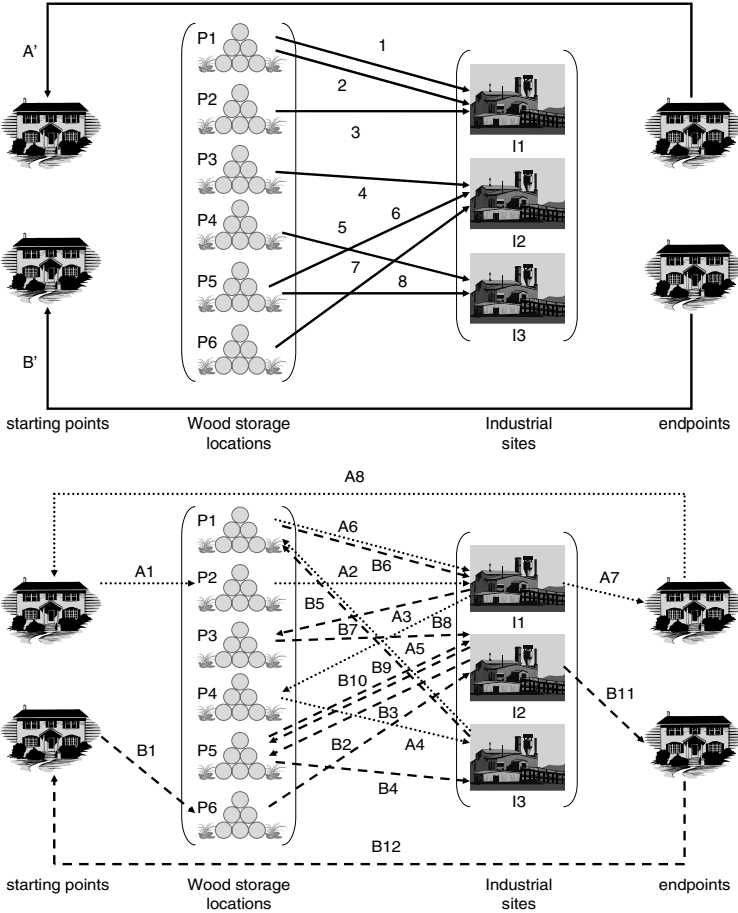 A’
P1
1
2
P2
3
I1
P3
4
5
6
P4
I2
7
P5
8
I3
P6
B’
starting points
Wood storage
locations
Industrial
sites
endpoints
A8
P1
A6
B6
A1
P2
A2
A7
B5
A3
B8
I1
P3
B7
A5
B9
B10
P4
I2
B11
B3
B2
A4
B1
P5
B4
I3
P6
B12
starting points
Wood storage
locations
Industrial
sites
endpoints